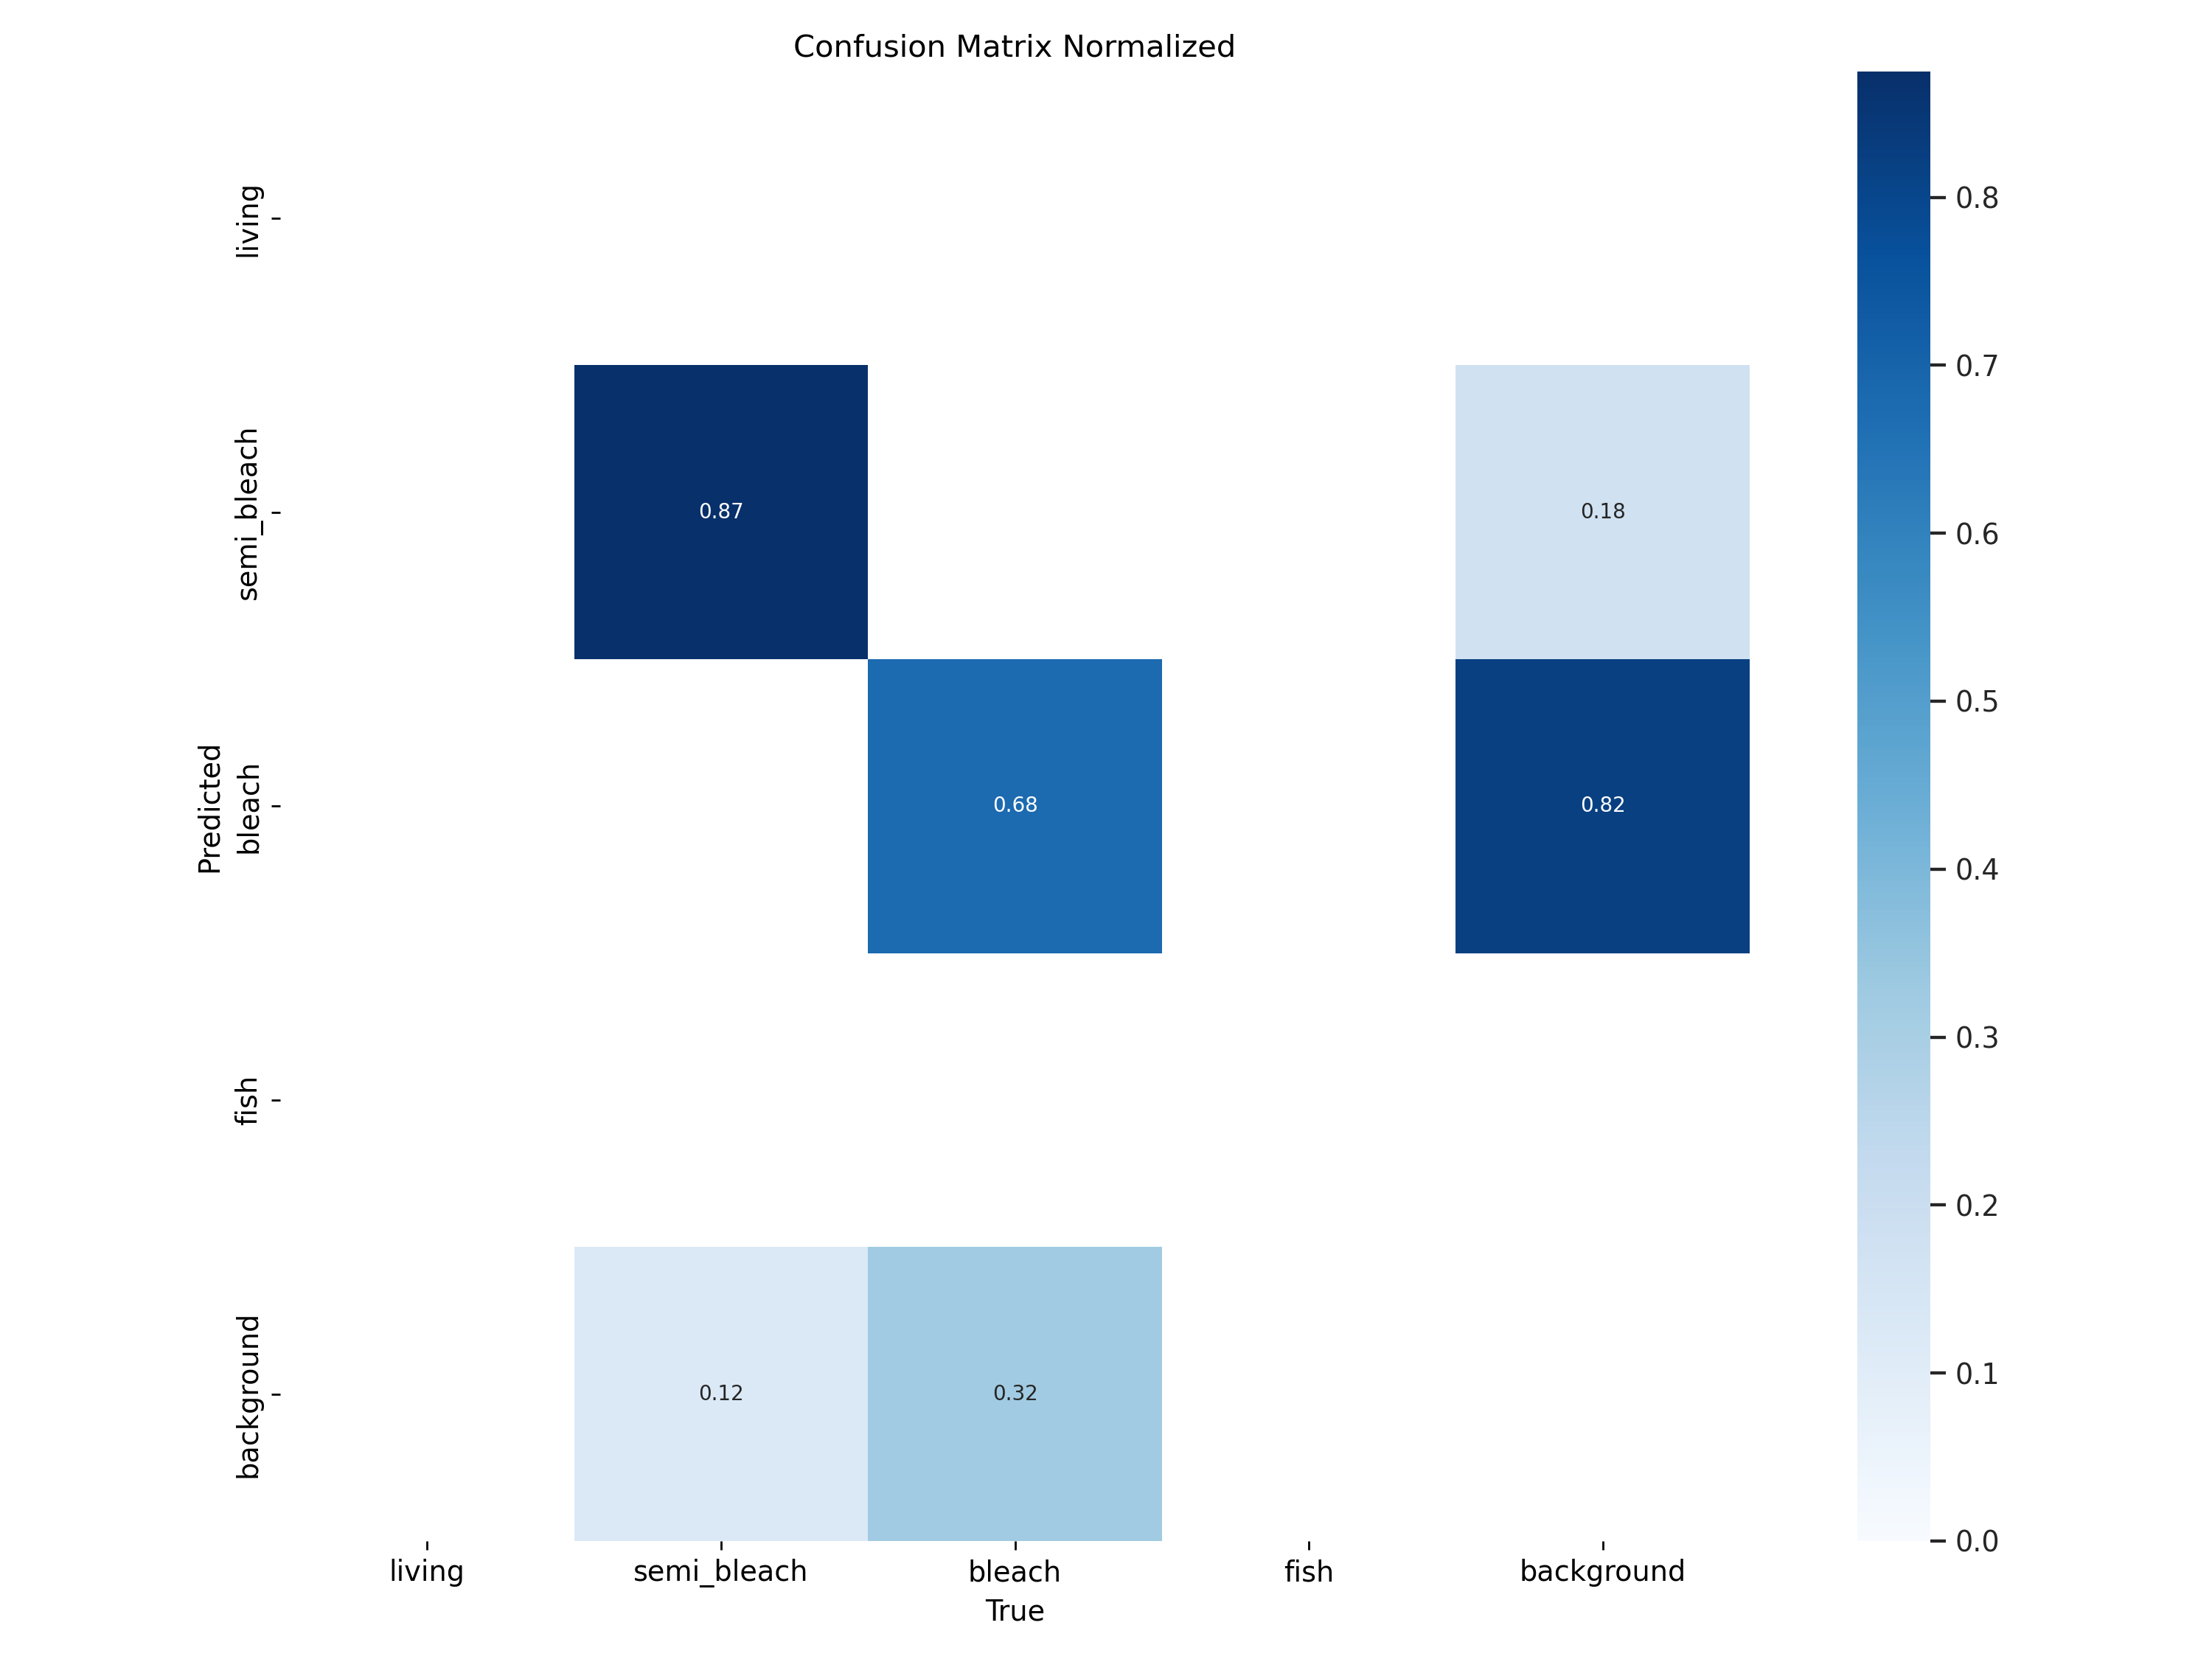 Confusion Matrix Normalized
living
semi_bleach
bleach
fish
background
Predicted
0.87
0.18
0.68
0.82
0.12
0.32
living
semi_bleach
bleach
fish
background
True
0.8
0.7
0.6
0.5
0.4
0.3
0.2
0.1
0.0